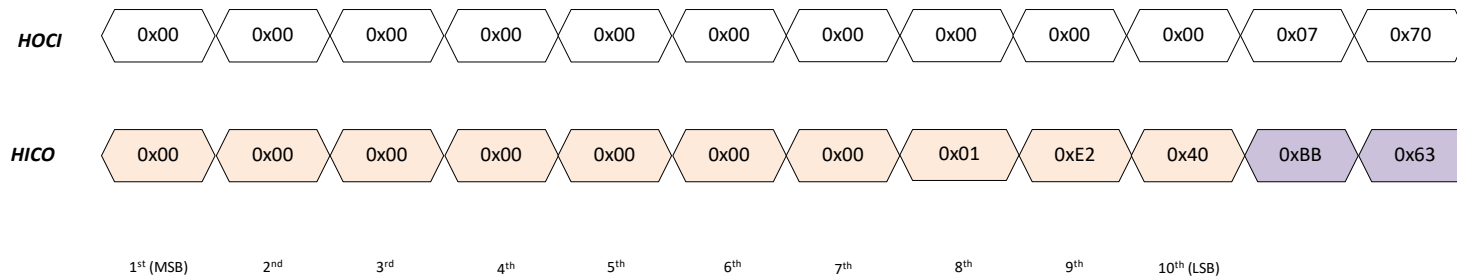 HOCI 0x00 0x00 0x00 0x00 0x00 0x00 0x00 0x00 0x00 0x00 0x07 0x70
HICO 0x00 0x00 0x00 0x00 0x00 0x00 0x00 0x01 0xE2 0x40 0xBB 0x63
1st (MSB) 2nd 3rd 4th 5th 6th 7th 8th 9th 10th (LSB)